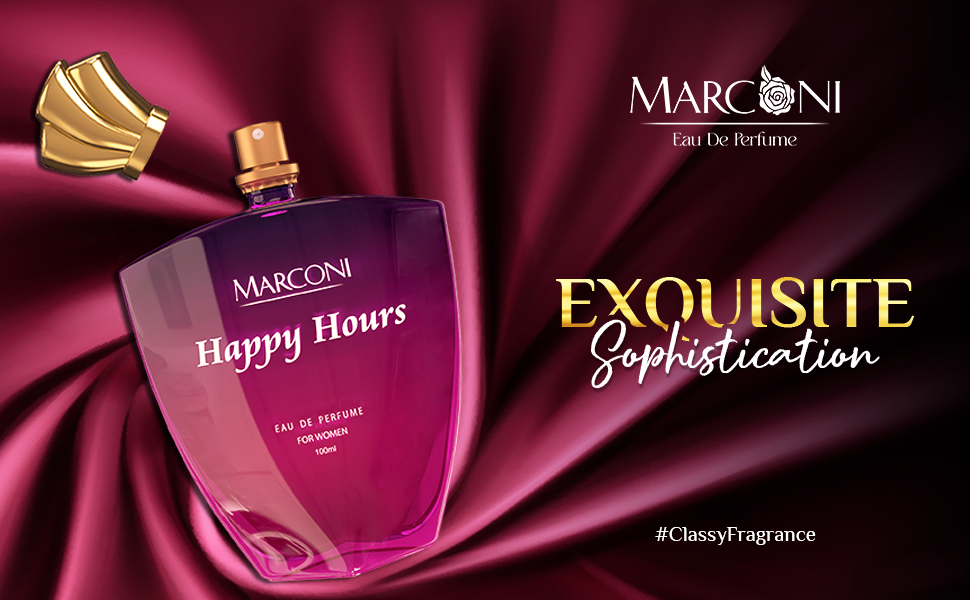 MARCONI
Eau De Perfume
MARCONI
Happy Hours
EAU DE PERFUME
FOR WOMEN
100ml
EXQUISITE
Sophistication
#ClassyFragrance